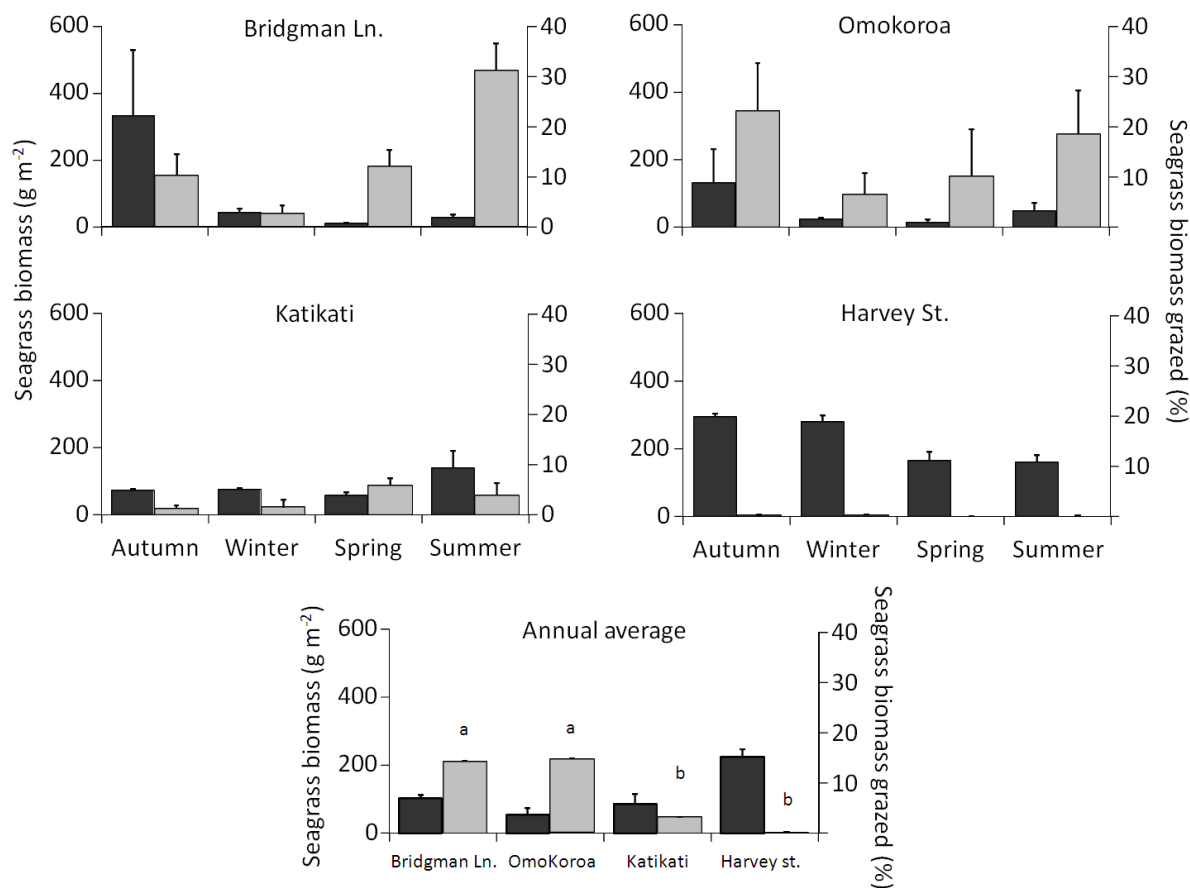 Bridgman Ln.
600
400
200
0
40
30
20
10
0
Omokoroa
600
400
200
0
40
30
20
10
0
Seagrass biomass (g m-2)
Seagrass biomass grazed (%)
Katikati
600
400
200
0
40
30
20
10
0
Autumn Winter Spring Summer
Harvey St.
600
400
200
0
40
30
20
10
0
Autumn Winter Spring Summer
Annual average
Seagrass biomass (g m-2)
600
400
200
0
a
a
b
b
40
30
20
10
0
Seagrass biomass grazed (%)
Bridgman Ln. OmoKoroa Katikati Harvey st.